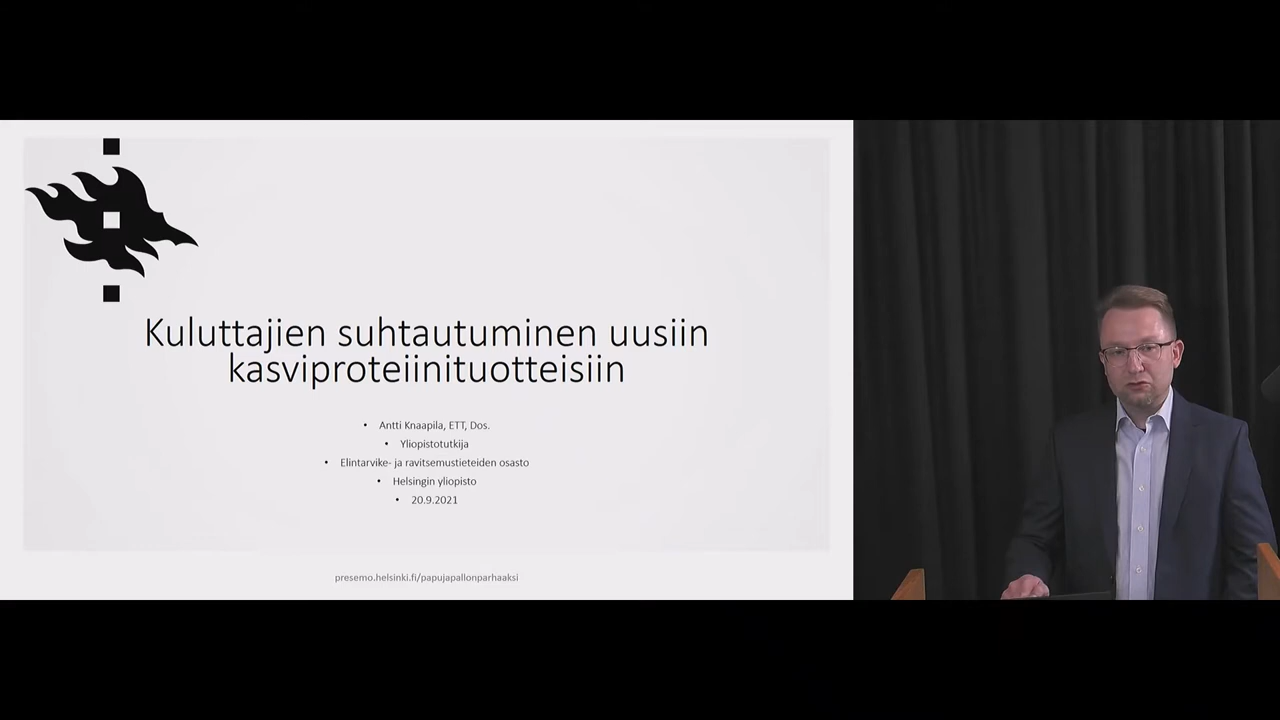 Kuluttajien suhtautuminen uusiin
kasviproteiinituotteisiin
• Antti Knaapila, ETT, Dos.
• Yliopistotutkija
• Elintarvike- ja ravitsemustieteiden osasto
• Helsingin yliopisto
• 20.9.2021
presemo.helsinki.fi/papujapallonparhaaksi